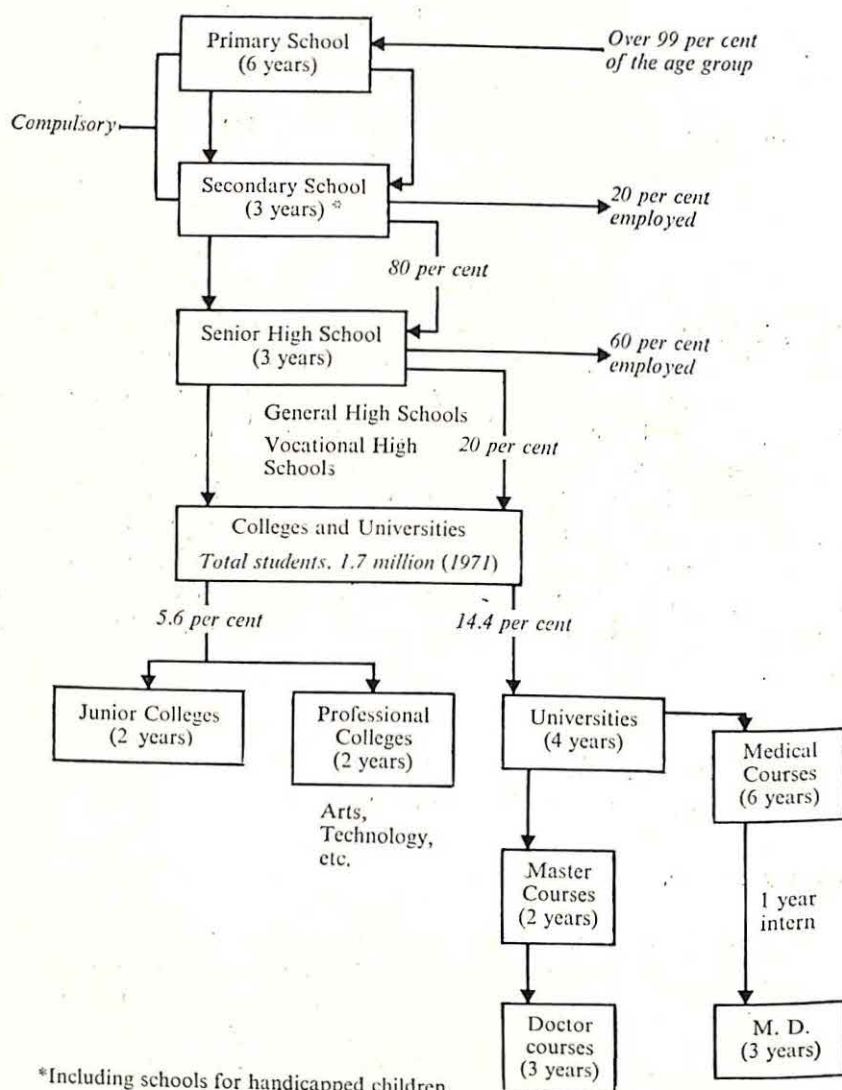 Primary School
(6 years)
Over 99 per cent
of the age group
Compulsory
Secondary School
(3 years) *
20 per cent
employed
80 per cent
Senior High School
(3 years)
60 per cent
employed
General High Schools
Vocational High
Schools
20 per cent
Colleges and Universities
Total students. 1.7 million (1971)
5.6 per cent
14.4 per cent
Junior Colleges
(2 years)
Professional
Colleges
(2 years)
Arts,
Technology,
etc.
Universities
(4 years)
Medical
Courses
(6 years)
Master
Courses
(2 years)
1 year
intern
Doctor
courses
(3 years)
M. D.
(3 years)
*Including schools for handicapped children